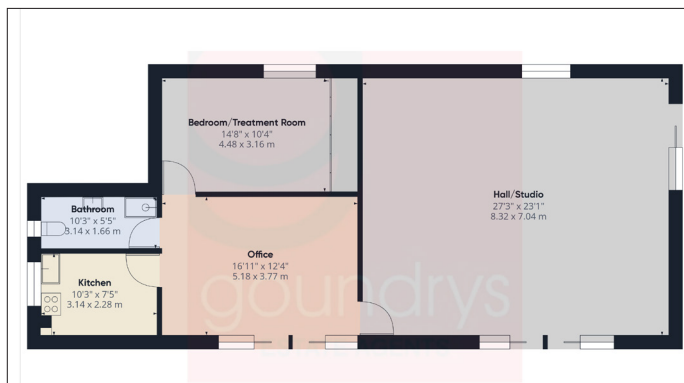 Bedroom/Treatment Room
14'8" x 10'4"
4.48 x 3.16 m
Hall/Studio
27'3" x 23'1"
8.32 x 7.04 m
Bathroom
10'3" x 5'5"
3.14 x 1.66 m
Office
16'11" x 12'4"
5.18 x 3.77 m
Kitchen
10'3" x 7'5"
3.14 x 2.28 m
goundrys